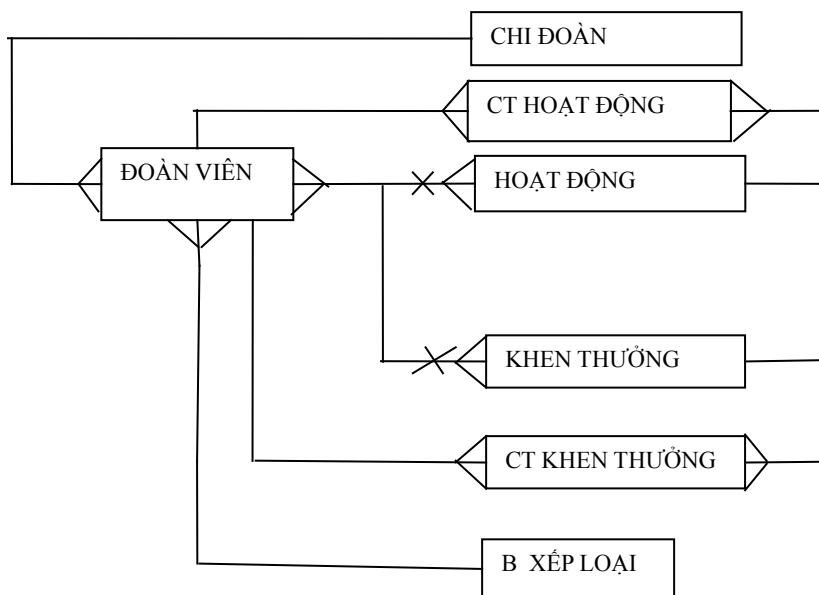 CHI ĐOÀN
CT HOẠT ĐỘNG
ĐOÀN VIÊN
HOẠT ĐỘNG
KHEN THƯỞNG
CT KHEN THƯỞNG
B XẾP LOẠI